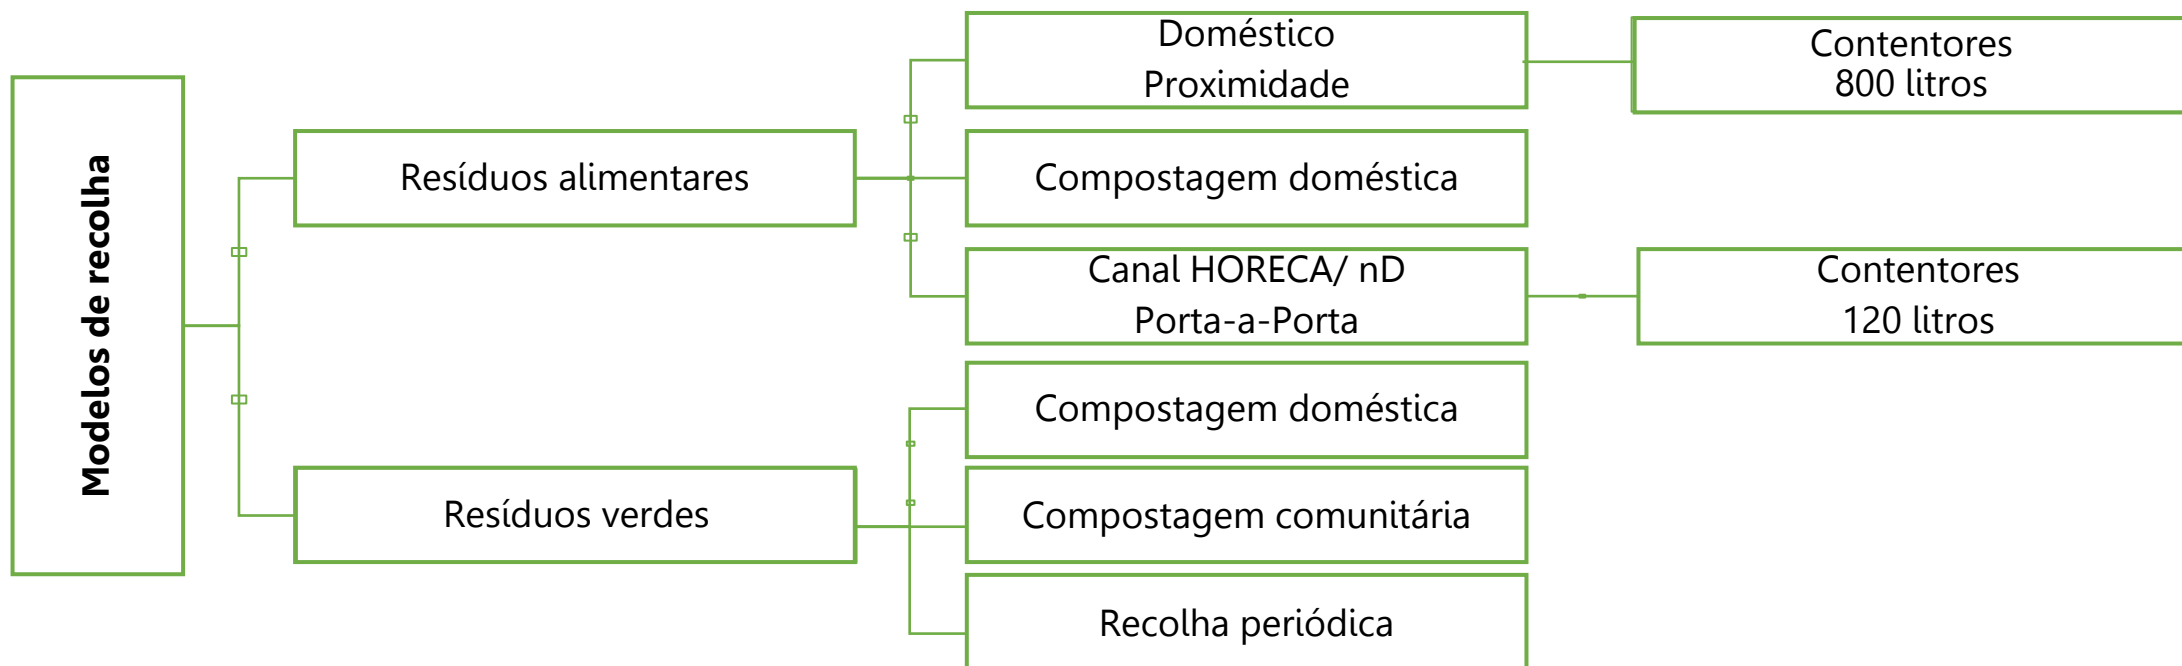 Modelos de recolha
Resíduos alimentares
Doméstico
Proximidade
Contentores
800 litros
Compostagem doméstica
Canal HORECA/ nD
Porta-a-Porta
Contentores
120 litros
Resíduos verdes
Compostagem doméstica
Compostagem comunitária
Recolha periódica